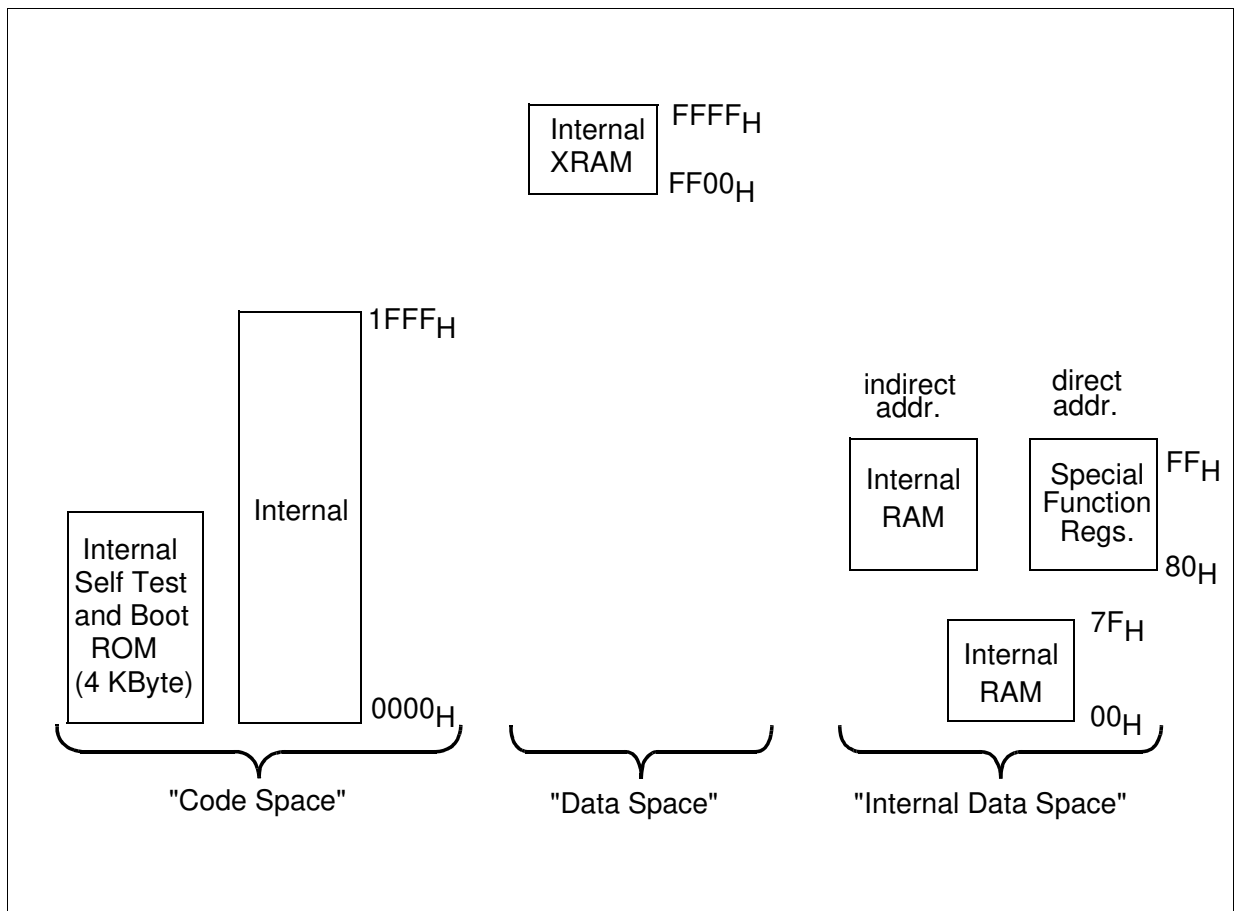 Internal
XRAM
FFFFH
FF00H
1FFFH
Internal
0000H
Internal
Self Test
and Boot
ROM
(4 KByte)
indirect
addr.
direct
addr.
Internal
RAM
Special
Function
Regs.
FFH
80H
Internal
RAM
7FH
00H
"Code Space"
"Data Space"
"Internal Data Space"